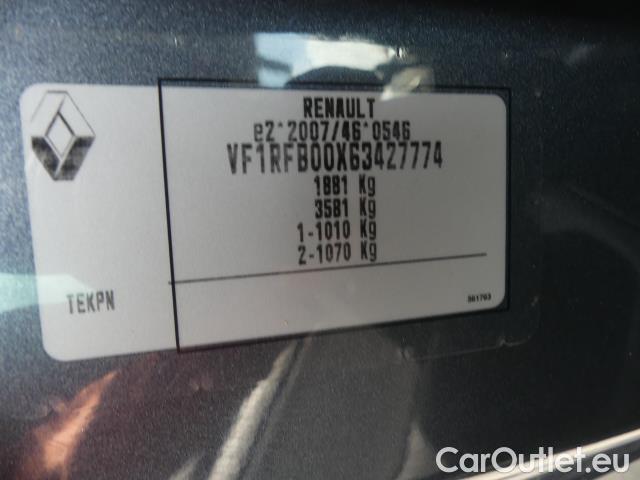 RENAULT
e2*2007/46*0546
VF1RFB00X63427774
1881 Kg
3581 Kg
1-1010 Kg
2-1070 Kg
TEKPN
561763
CarOutlet.eu